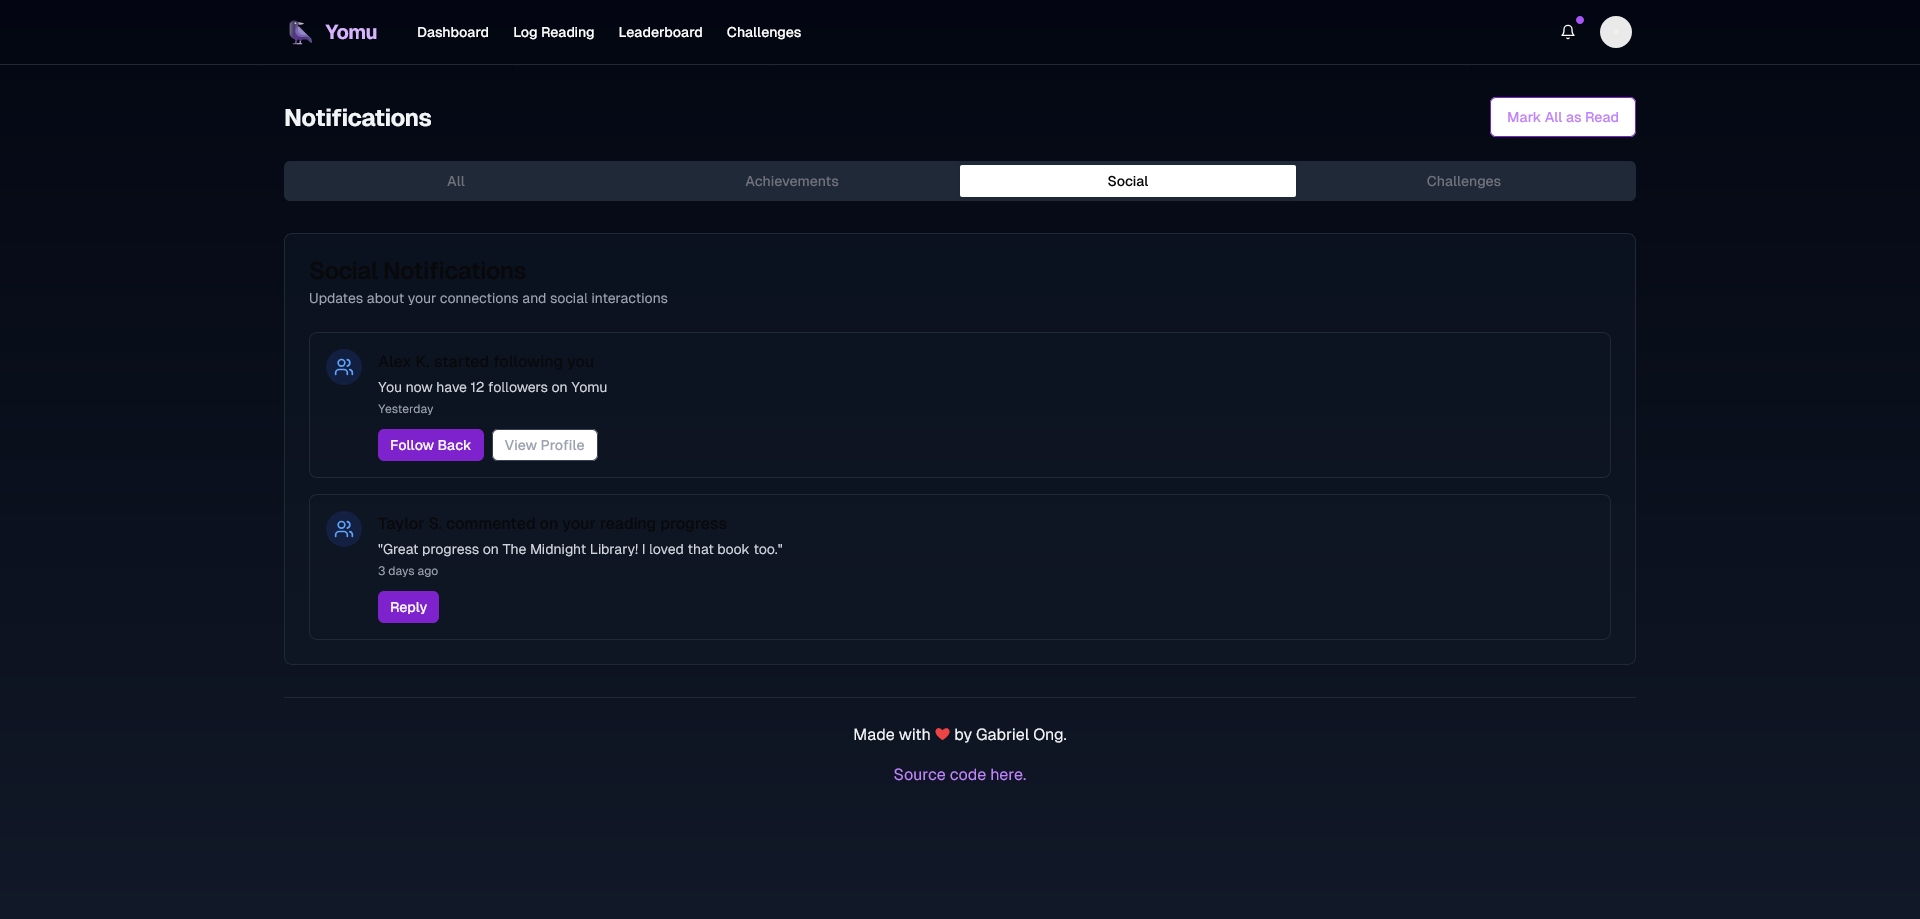 Yomu
Dashboard
Log Reading
Leaderboard
Challenges
Notifications
Mark All as Read
All
Achievements
Social
Challenges
Social Notifications
Updates about your connections and social interactions
Alex K. started following you
You now have 12 followers on Yomu
Yesterday
Follow Back
View Profile
Taylor S. commented on your reading progress
"Great progress on The Midnight Library! I loved that book too."
3 days ago
Reply
Made with ❤️ by Gabriel Ong.
Source code here.